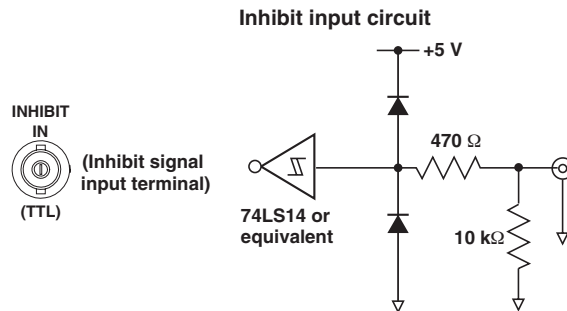 Inhibit input circuit
+5 V
INHIBIT
IN
(Inhibit signal
input terminal)
(TTL)
470 Ω
74LS14 or
equivalent
10 kΩ